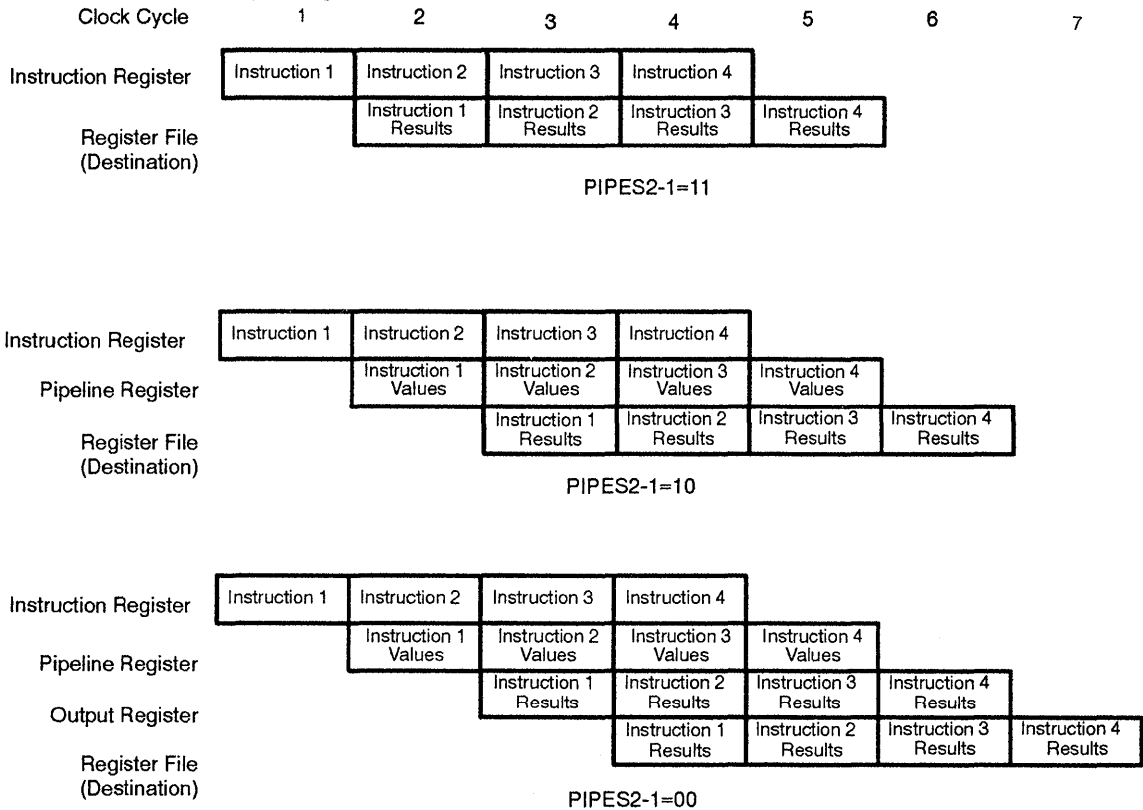 Clock Cycle 1 2 3 4 5 6 7
Instruction Register Instruction 1 Instruction 2 Instruction 3 Instruction 4
Register File
(Destination)
Instruction 1
Results
Instruction 2
Results
Instruction 3
Results
Instruction 4
Results
PIPES2-1=11
Instruction Register Instruction 1 Instruction 2 Instruction 3 Instruction 4
Pipeline Register
Instruction 1
Values
Instruction 2
Values
Instruction 3
Values
Instruction 4
Values
Register File
(Destination)
Instruction 1
Results
Instruction 2
Results
Instruction 3
Results
Instruction 4
Results
PIPES2-1=10
Instruction Register Instruction 1 Instruction 2 Instruction 3 Instruction 4
Pipeline Register
Instruction 1
Values
Instruction 2
Values
Instruction 3
Values
Instruction 4
Values
Output Register
Instruction 1
Results
Instruction 2
Results
Instruction 3
Results
Instruction 4
Results
Register File
(Destination)
Instruction 1
Results
Instruction 2
Results
Instruction 3
Results
Instruction 4
Results
PIPES2-1=00